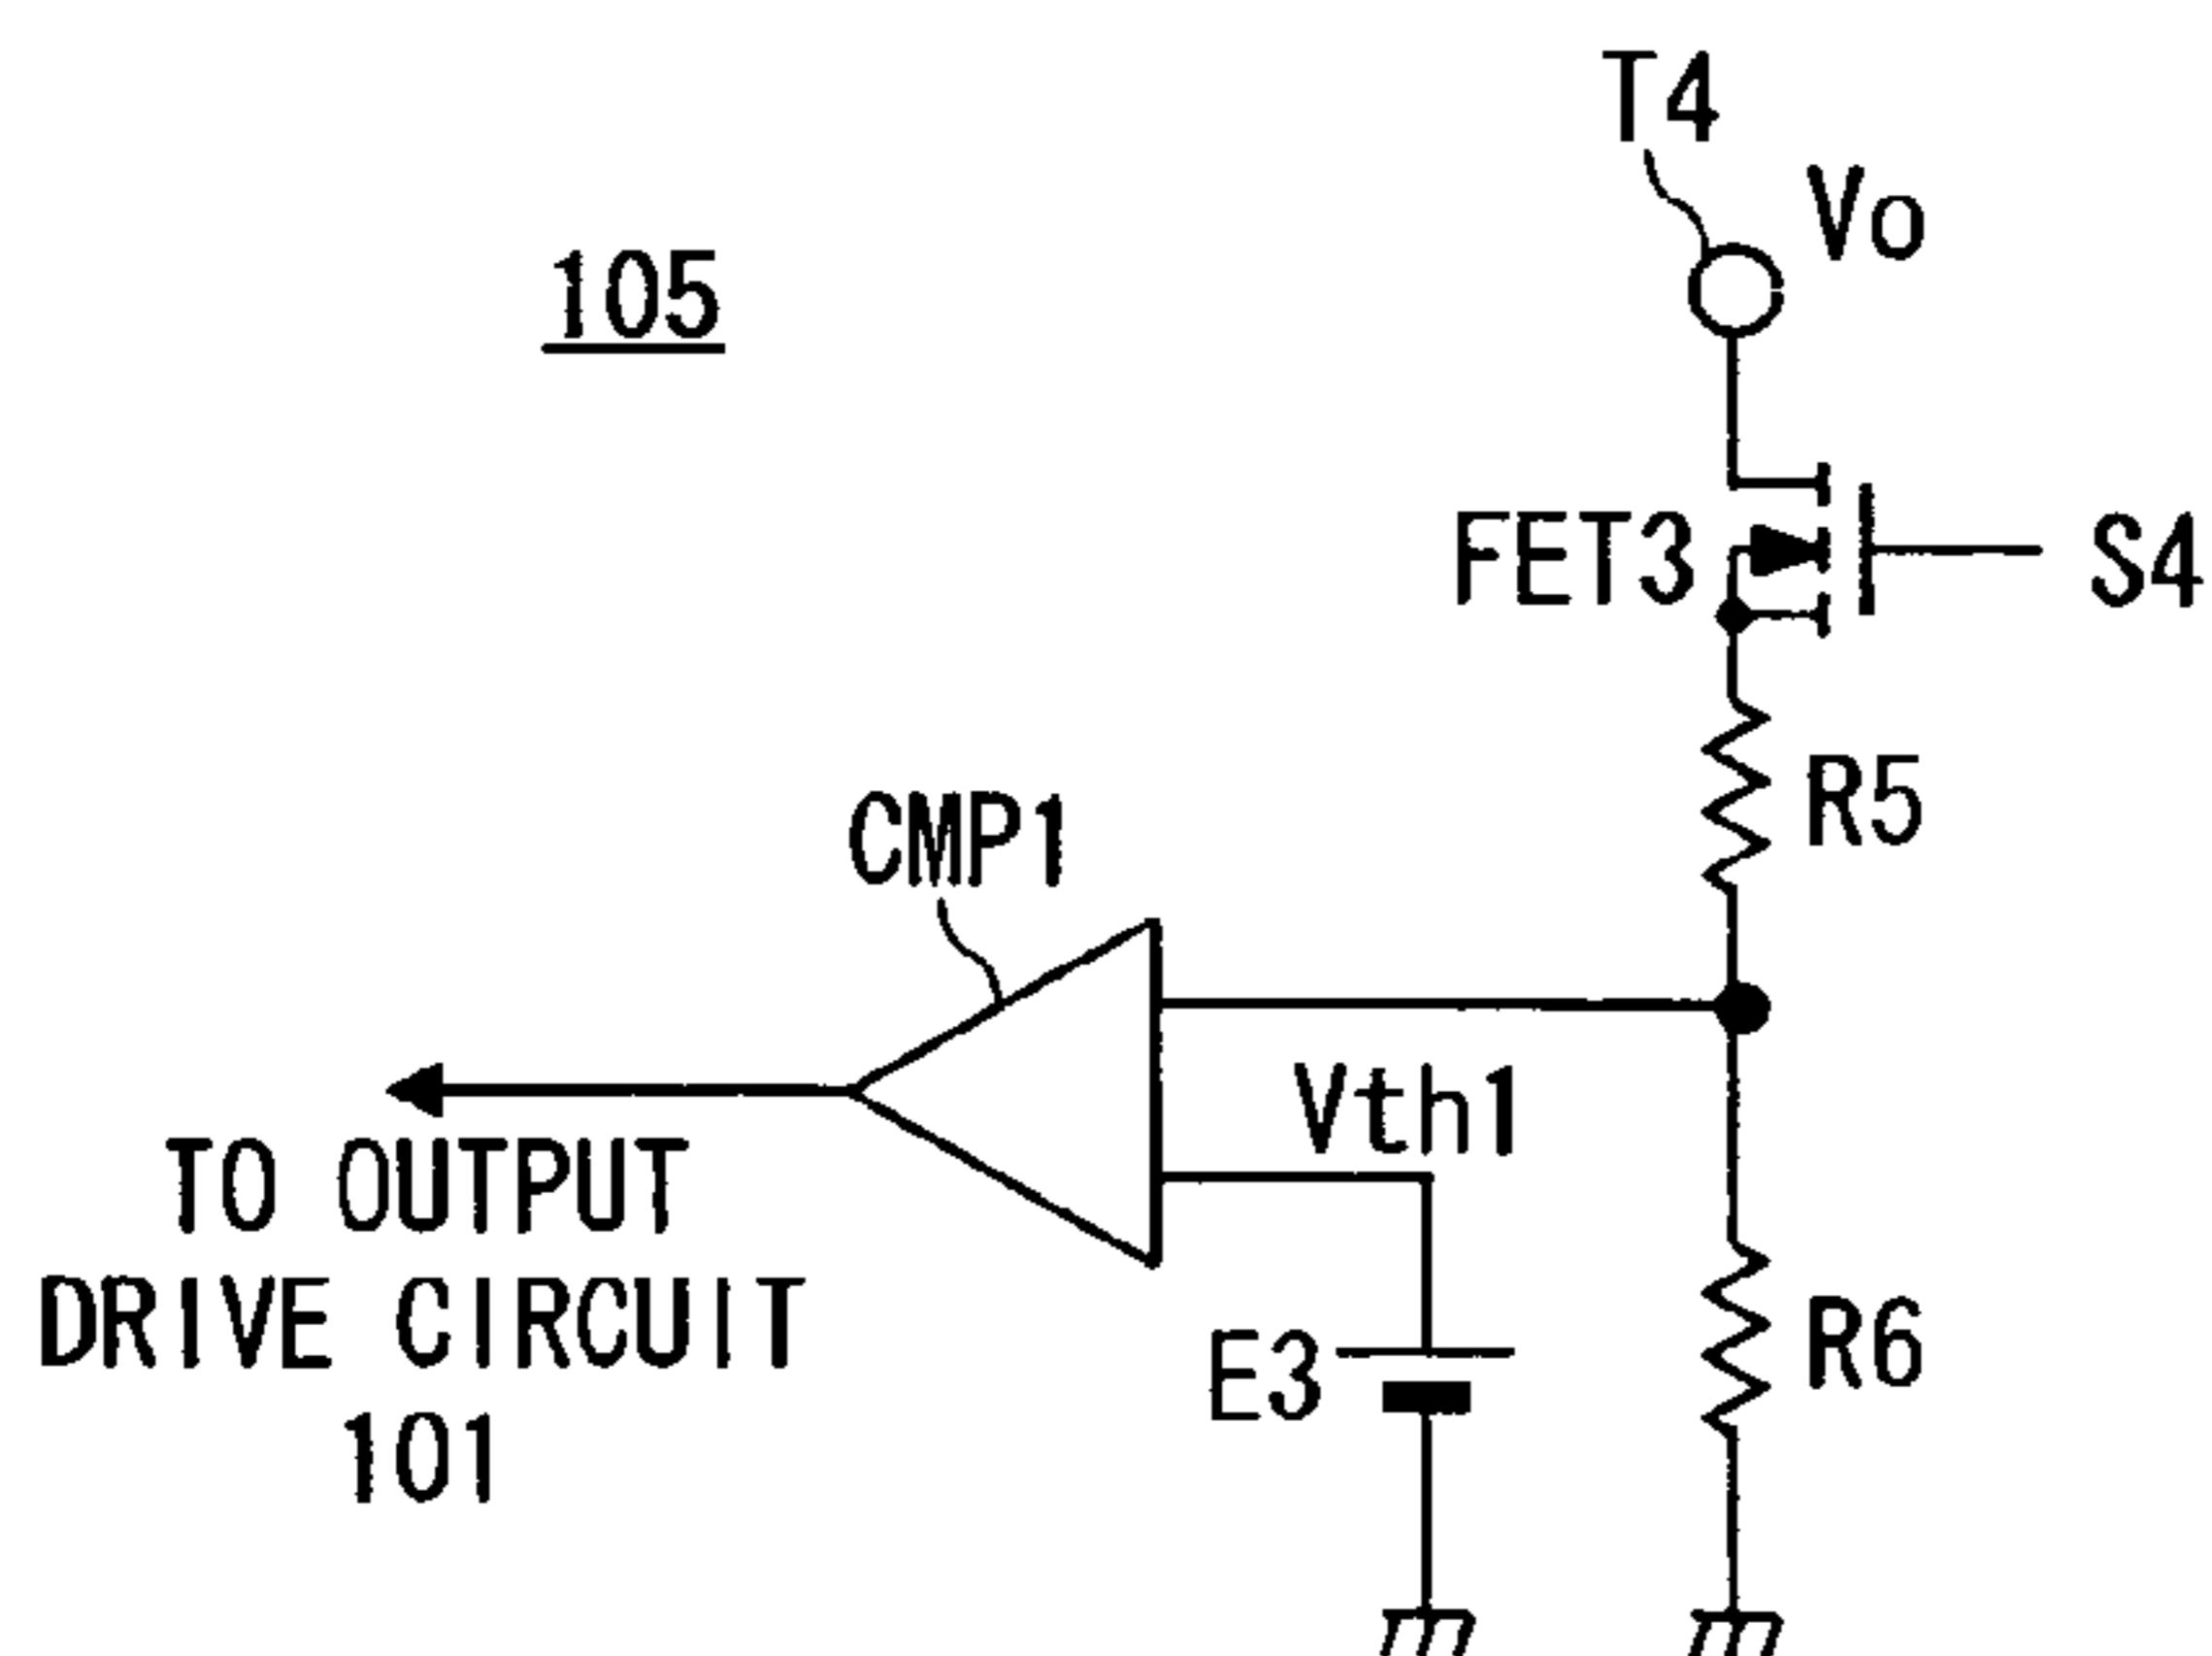 T4
Vo
105
FET3
S4
R5
CMP1
Vth1
TO OUTPUT
DRIVE CIRCUIT
101
E3
R6